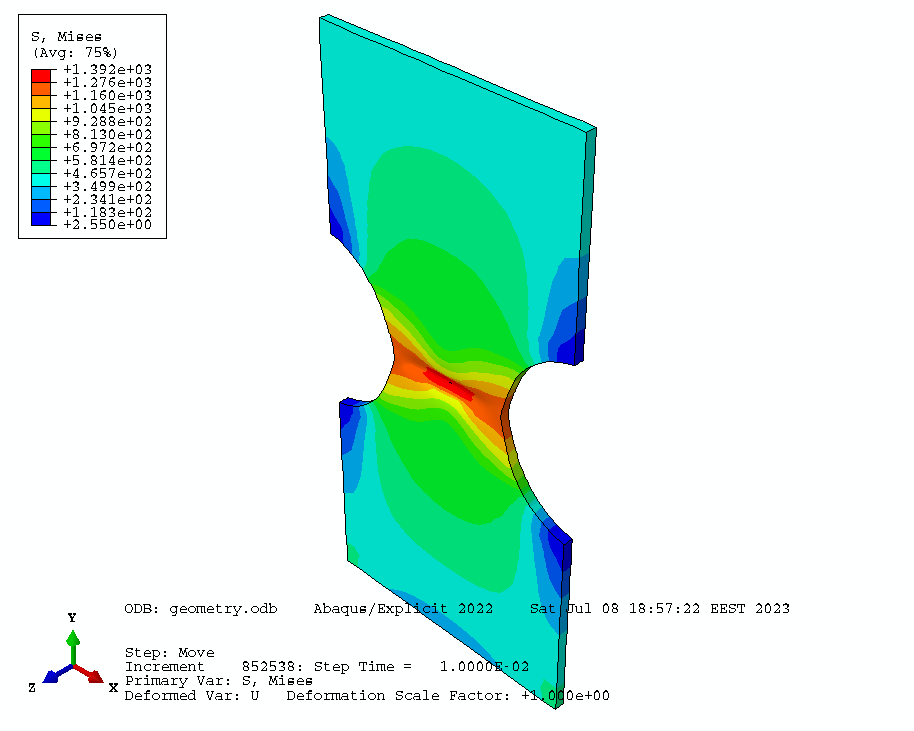 S, Mises
(Avg: 75%)
+1.392e+03
+1.276e+03
+1.160e+03
+1.045e+03
+9.288e+02
+8.130e+02
+6.972e+02
+5.814e+02
+4.657e+02
+3.499e+02
+2.341e+02
+1.183e+02
+2.550e+00
ODB: geometry.odb Abaqus/Explicit 2022 Sat Jul 08 18:57:22 EEST 2023
Y
Z X
Step: Move
Increment 852538: Step Time = 1.0000E-02
Primary Var: S, Mises
Deformed Var: U Deformation Scale Factor: +1.000e+00